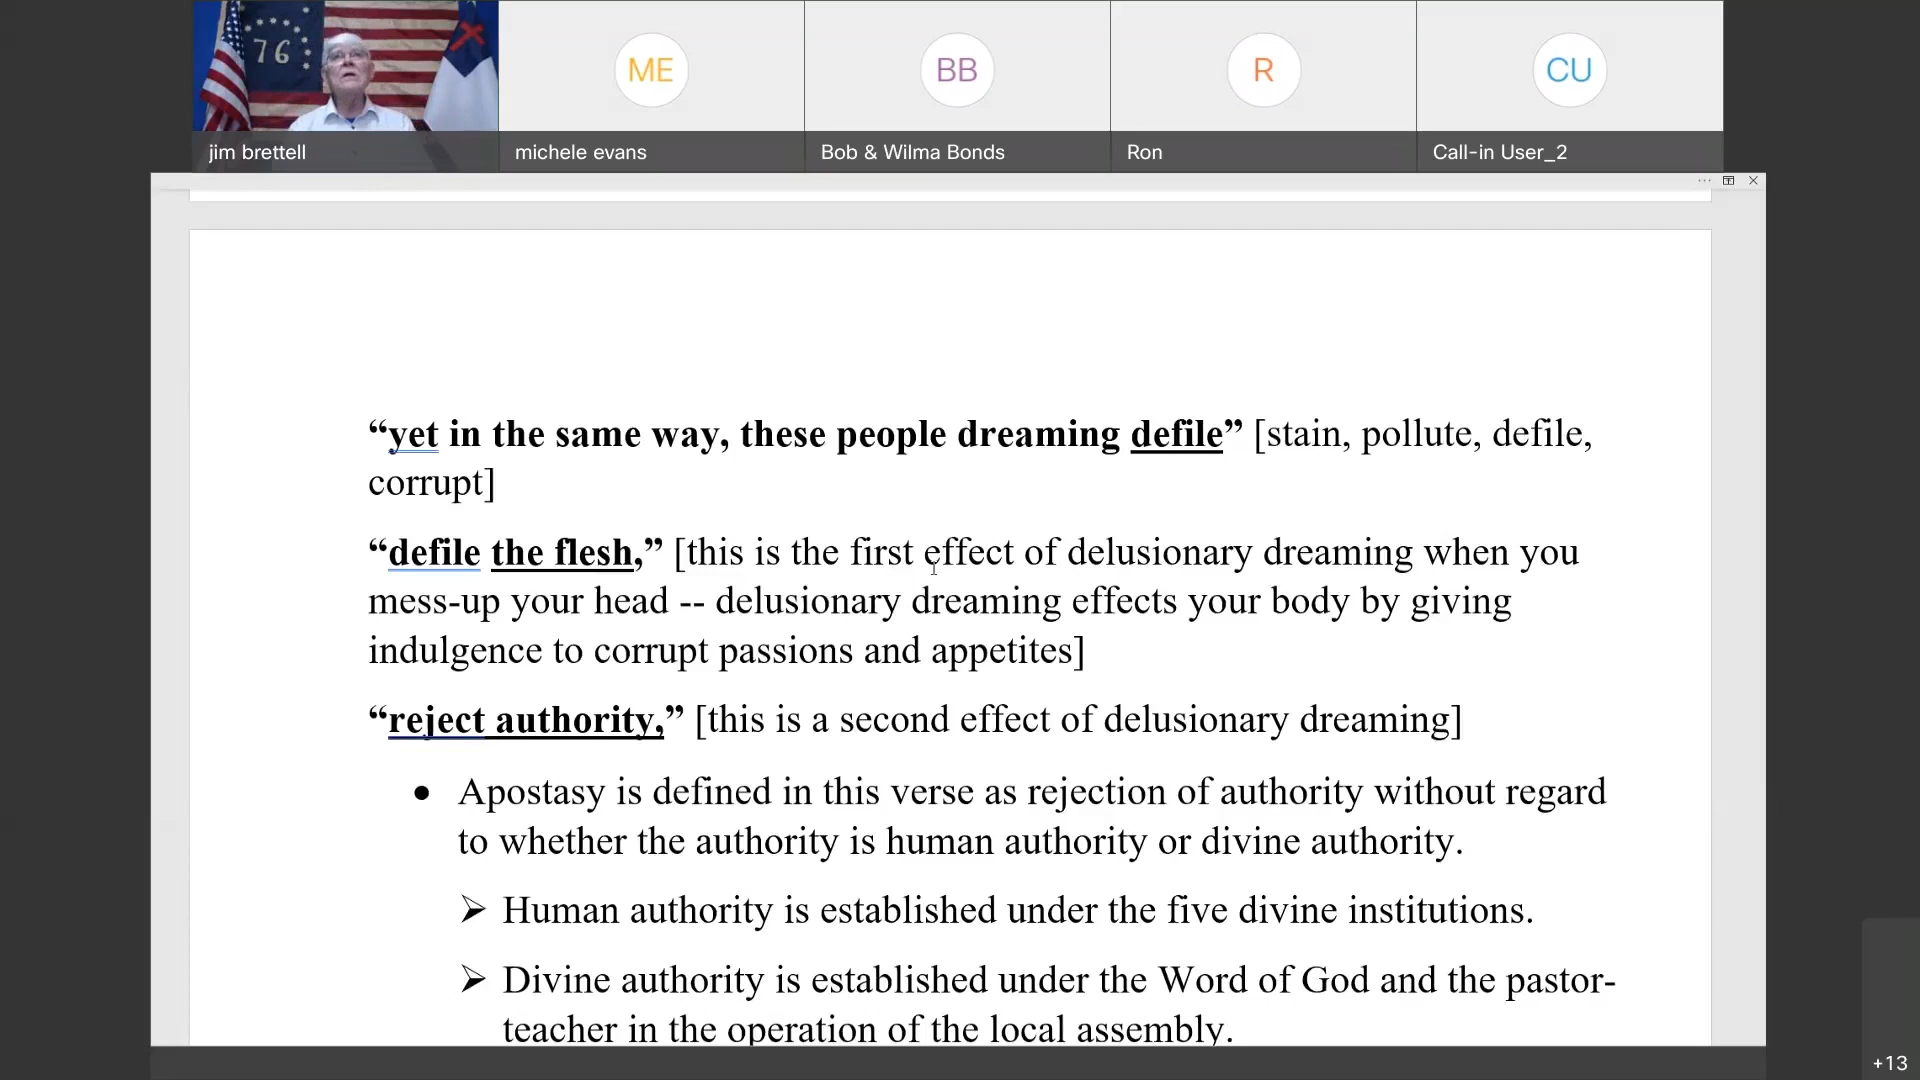 76
ME
BB
R
CU
jim brettell
michele evans
Bob & Wilma Bonds
Ron
Call-in User_2
“yet in the same way, these people dreaming defile” [stain, pollute, defile,
corrupt]
“defile the flesh,” [this is the first effect of delusionary dreaming when you
mess-up your head -- delusionary dreaming effects your body by giving
indulgence to corrupt passions and appetites]
“reject authority,” [this is a second effect of delusionary dreaming]
• Apostasy is defined in this verse as rejection of authority without regard
to whether the authority is human authority or divine authority.
➢ Human authority is established under the five divine institutions.
➢ Divine authority is established under the Word of God and the pastor-
teacher in the operation of the local assembly.
+13